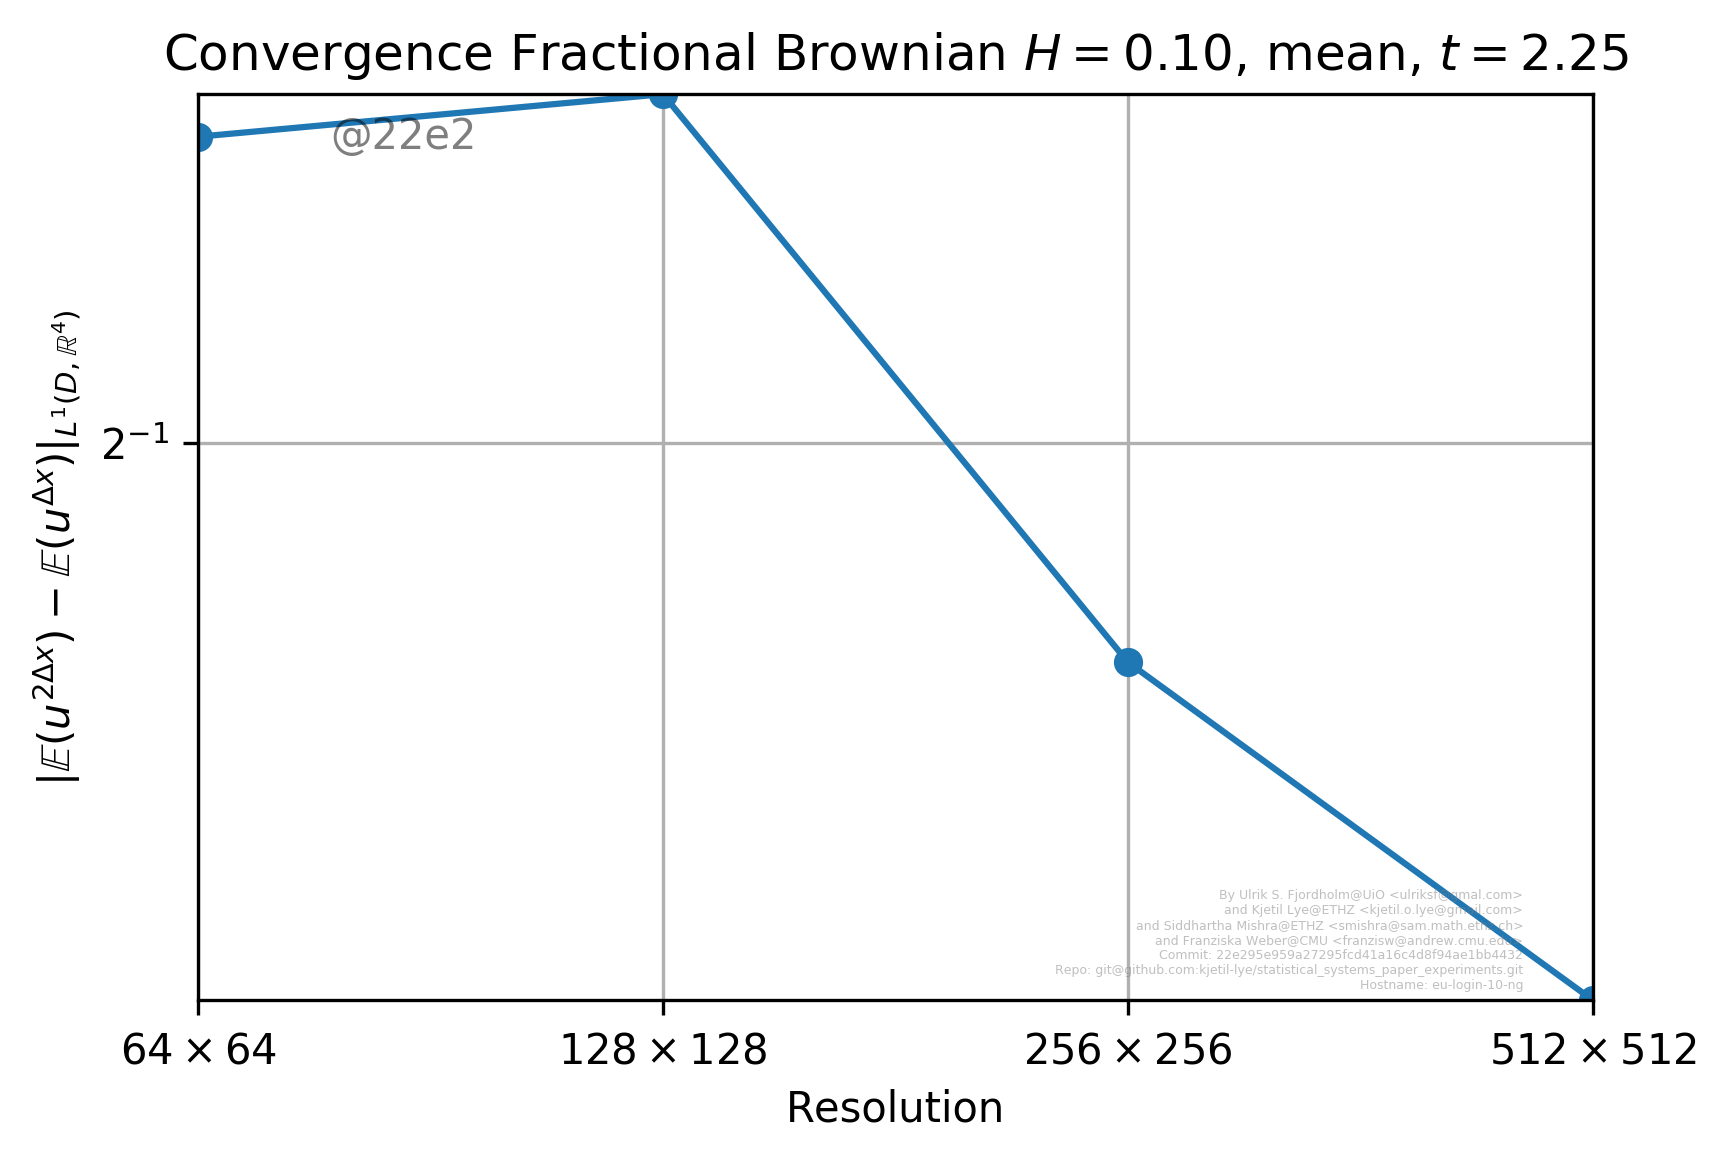 Convergence Fractional Brownian H = 0.10, mean, t = 2.25
@22e2
|𝔼(u^{2Δx}) − 𝔼(u^{Δx})|_{L¹(D, ℝ⁴)}
2⁻¹
By Ulrik S. Fjordholm@UiO <ulriksf@gmal.com>
and Kjetil Lye@ETHZ <kjetil.o.lye@gmail.com>
and Siddhartha Mishra@ETHZ <smishra@sam.math.ethz.ch>
and Franziska Weber@CMU <franzisw@andrew.cmu.edu>
Commit: 22e295e959a27295fcd41a16c4d8f94ae1bb4432
Repo: git@github.com:kjetil-lye/statistical_systems_paper_experiments.git
Hostname: eu-login-10-ng
64 × 64 128 × 128 256 × 256 512 × 512
Resolution